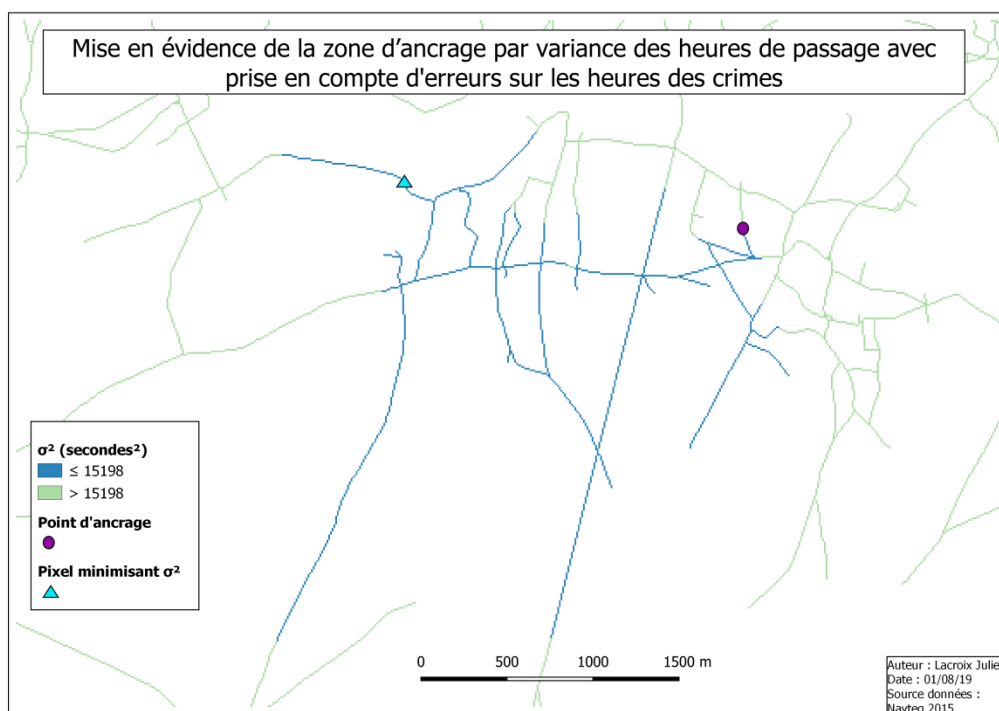 Mise en évidence de la zone d'ancrage par variance des heures de passage avec
prise en compte d'erreurs sur les heures des crimes
σ² (secondes²)
≤ 15198
> 15198
Point d'ancrage
Pixel minimisant σ²
0 500 1000 1500 m
Auteur : Lacroix Julie
Date : 01/08/19
Source données :
Navteq 2015